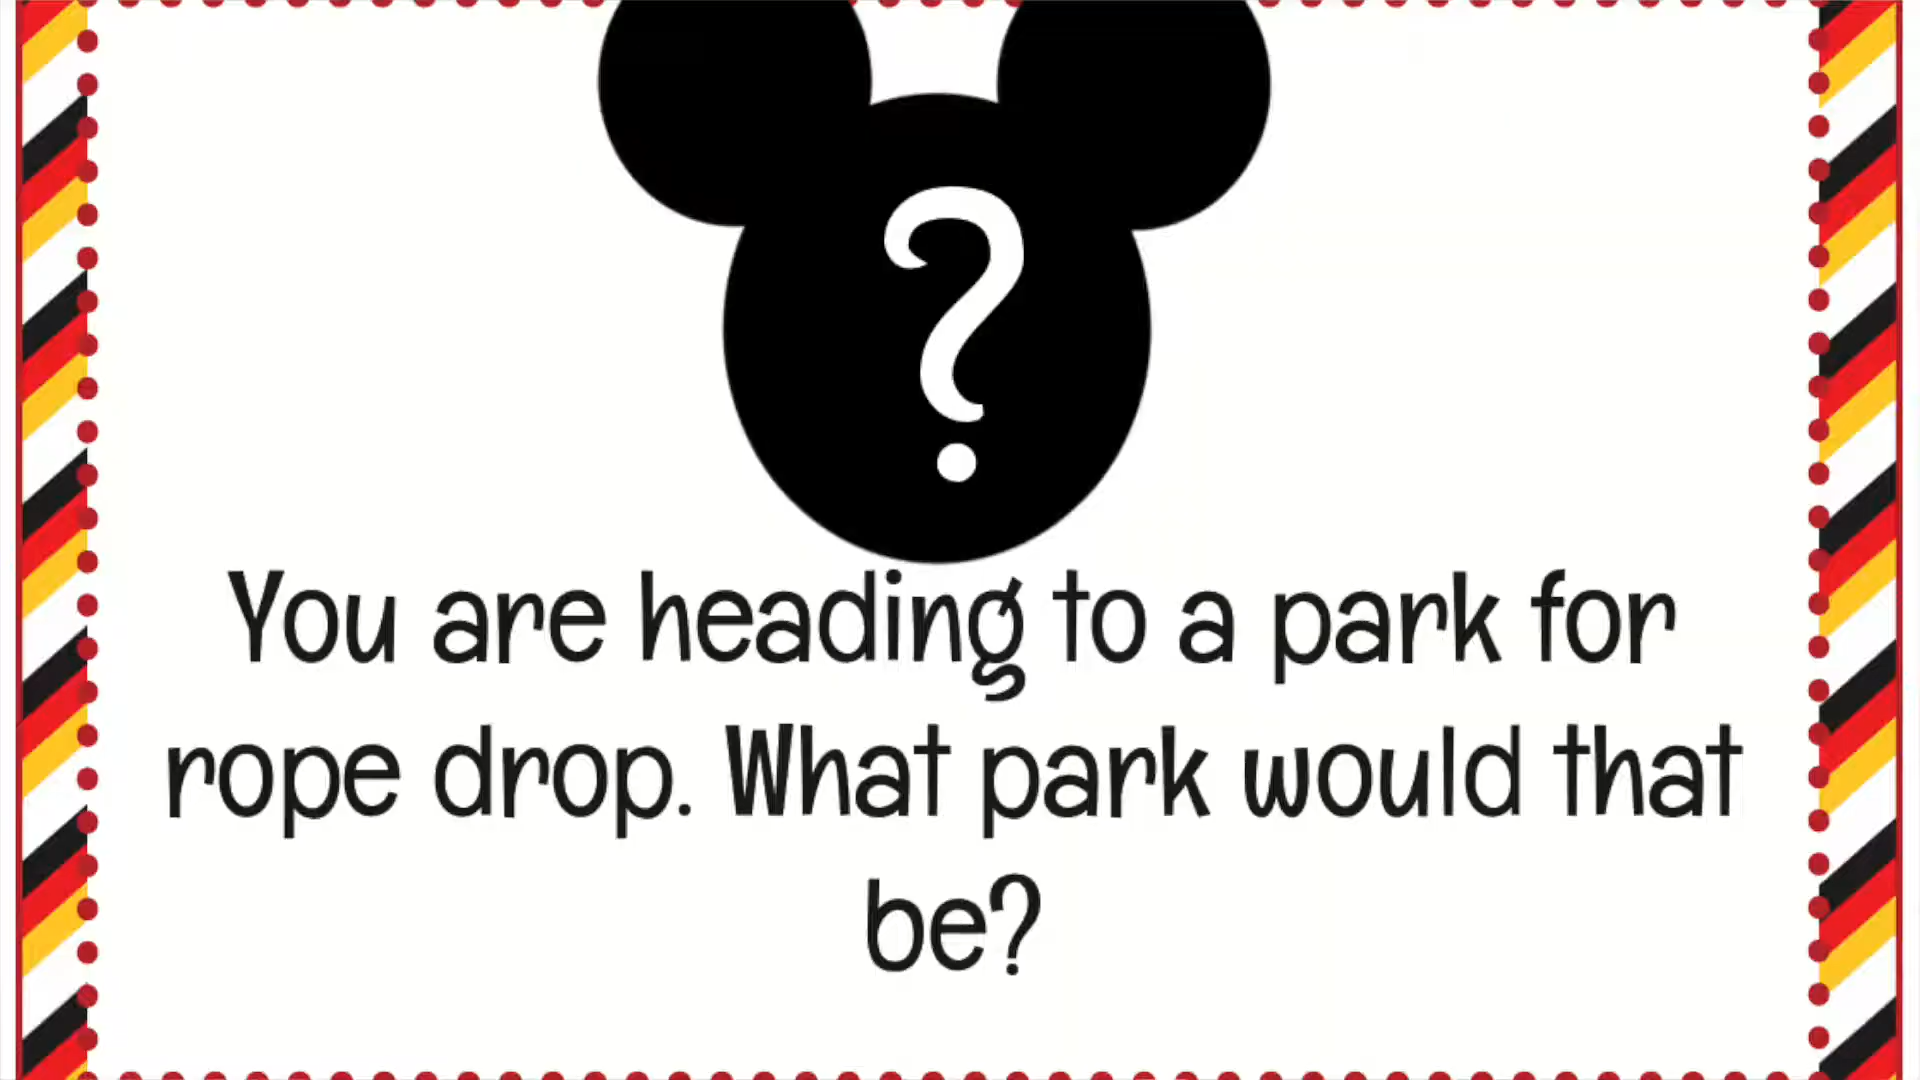 ?
You are heading to a park for
rope drop. What park would that
be?